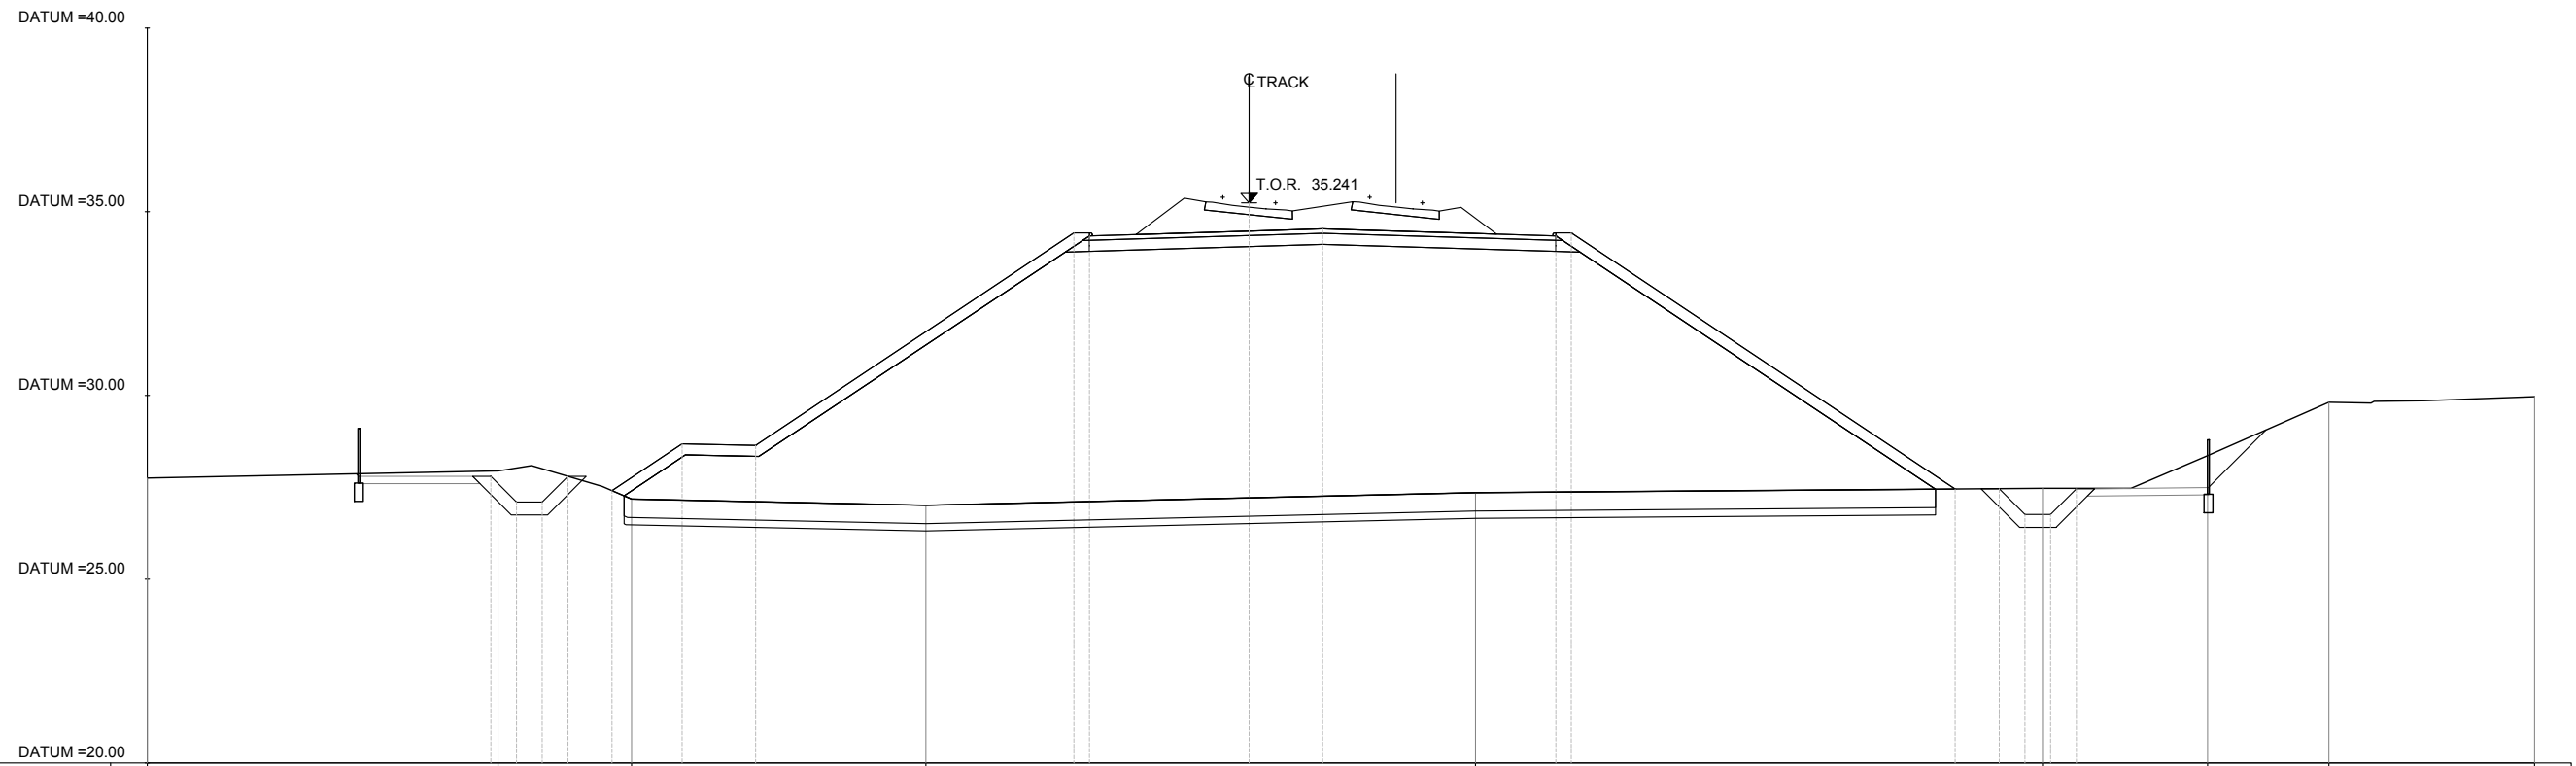 DATUM =40.00
℄ TRACK
T.O.R. 35.241
DATUM =35.00
DATUM =30.00
DATUM =25.00
DATUM =20.00